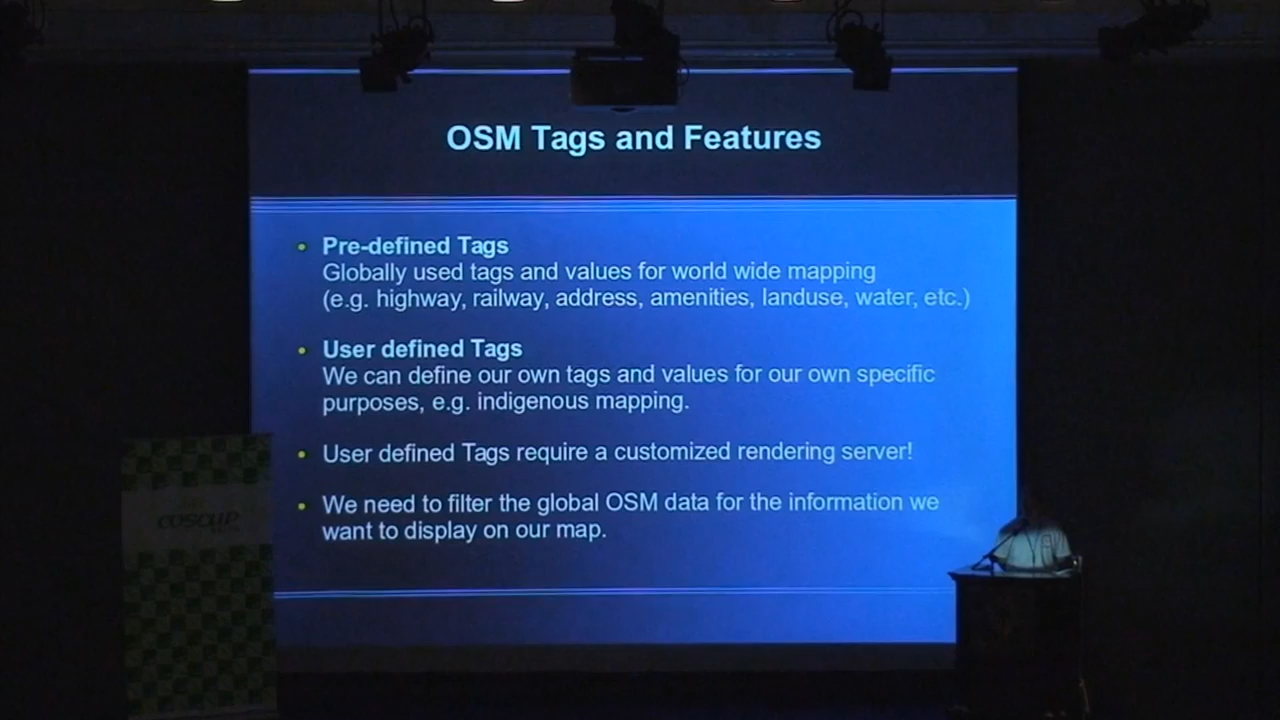 OSM Tags and Features
• Pre-defined Tags
Globally used tags and values for world wide mapping
(e.g. highway, railway, address, amenities, landuse, water, etc.)
• User defined Tags
We can define our own tags and values for our own specific
purposes, e.g. indigenous mapping.
• User defined Tags require a customized rendering server!
• We need to filter the global OSM data for the information we
want to display on our map.
COSCUP